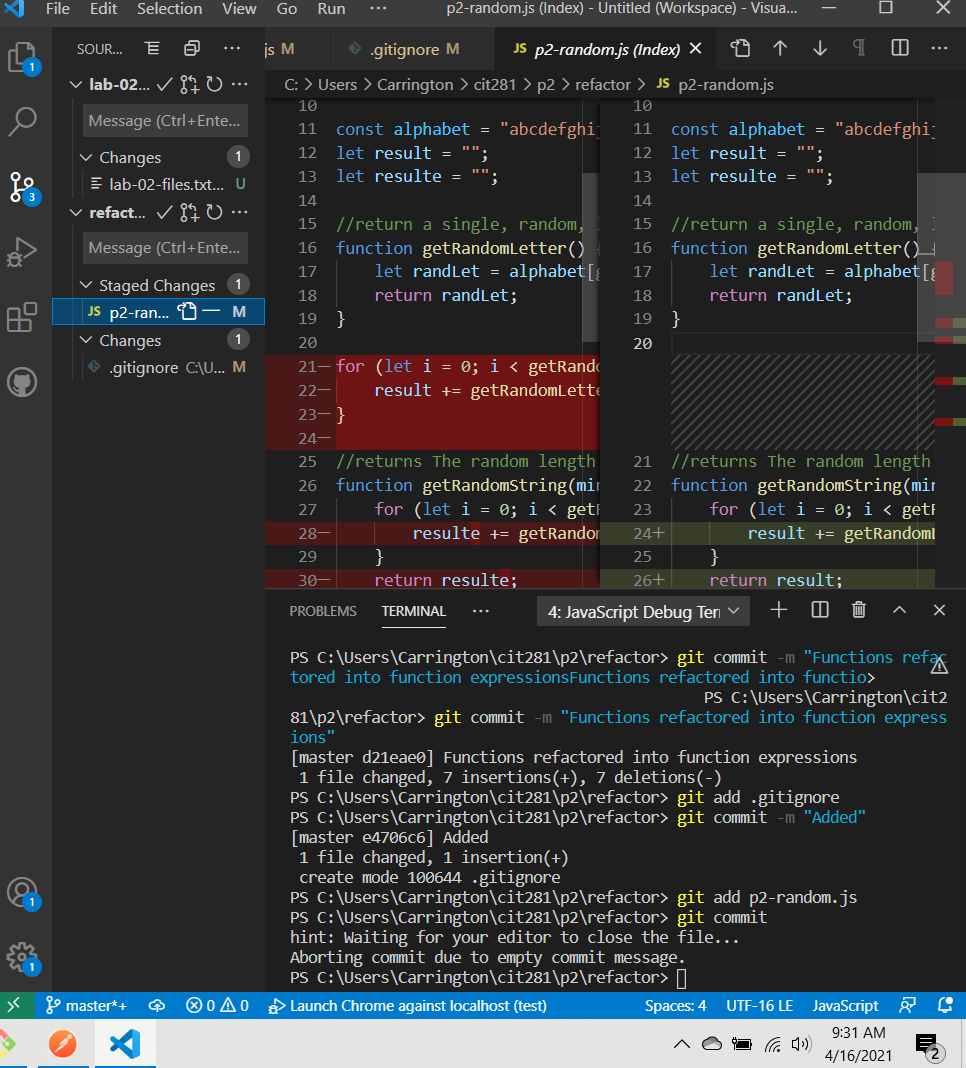 File Edit Selection View Go Run ··· p2-random.js (Index) - Untitled (Workspace) - Visua...
SOUR... ··· js M .gitignore M JS p2-random.js (Index) ···
1
lab-02... ··· C: > Users > Carrington > cit281 > p2 > refactor > JS p2-random.js
Message (Ctrl+Ente...
Changes 1
lab-02-files.txt... U
3
refact... ···
Message (Ctrl+Ente...
Staged Changes 1
JS p2-ran... M
Changes 1
.gitignore C:\U... M
10
11 const alphabet = "abcdefghij
12 let result = "";
13 let resulte = "";
14
15 //return a single, random,
16 function getRandomLetter()
17 let randLet = alphabet[g
18 return randLet;
19 }
20
21— for (let i = 0; i < getRando
22— result += getRandomLette
23— }
24—
25 //returns The random length
26 function getRandomString(min
27 for (let i = 0; i < getR
28— resulte += getRandom
29 }
30— return resulte;
10
11 const alphabet = "abcdefghij
12 let result = "";
13 let resulte = "";
14
15 //return a single, random,
16 function getRandomLetter()
17 let randLet = alphabet[g
18 return randLet;
19 }
20
21 //returns The random length
22 function getRandomString(min
23 for (let i = 0; i < getR
24+ result += getRandomL
25 }
26+ return result;
PROBLEMS TERMINAL ··· 4: JavaScript Debug Ter
PS C:\Users\Carrington\cit281\p2\refactor> git commit -m "Functions refac
tored into function expressionsFunctions refactored into functio>
PS C:\Users\Carrington\cit2
81\p2\refactor> git commit -m "Functions refactored into function express
ions"
[master d21eae0] Functions refactored into function expressions
1 file changed, 7 insertions(+), 7 deletions(-)
PS C:\Users\Carrington\cit281\p2\refactor> git add .gitignore
PS C:\Users\Carrington\cit281\p2\refactor> git commit -m "Added"
[master e4706c6] Added
1 file changed, 1 insertion(+)
create mode 100644 .gitignore
PS C:\Users\Carrington\cit281\p2\refactor> git add p2-random.js
PS C:\Users\Carrington\cit281\p2\refactor> git commit
hint: Waiting for your editor to close the file...
Aborting commit due to empty commit message.
PS C:\Users\Carrington\cit281\p2\refactor>
1
1
master*+ 0 0 Launch Chrome against localhost (test) Spaces: 4 UTF-16 LE JavaScript
9:31 AM
4/16/2021
2